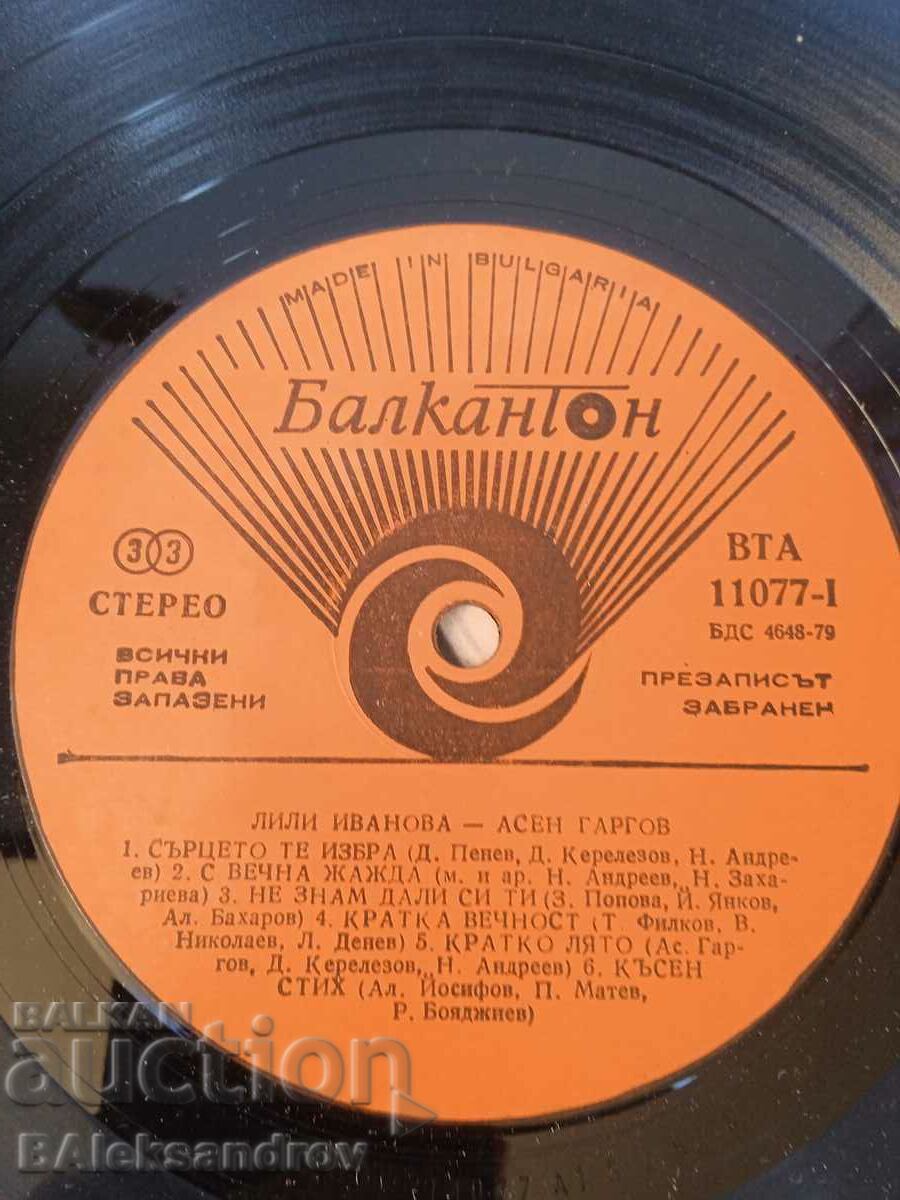 MADE IN BULGARIA
Балкантон
33
СТЕРЕО
ВСИЧКИ
ПРАВА
ЗАПАЗЕНИ
ВТА
11077-I
БДС 4648-79
ПРЕЗАПИСЪТ
ЗАБРАНЕН
ЛИЛИ ИВАНОВА — АСЕН ГАРГОВ
1. СЪРЦЕТО ТЕ ИЗБРА (Д. Пенев, Д. Керелезов, Н. Андре-
ев) 2. С ВЕЧНА ЖАЖДА (м. и ар. Н. Андреев, Н. Заха-
риева) 3. НЕ ЗНАМ ДАЛИ СИ ТИ (З. Попова, Й. Янков,
Ал. Бахаров) 4. КРАТКА ВЕЧНОСТ (Т. Филков, В.
Николаев, Л. Денев) 5. КРАТКО ЛЯТО (Ас. Гар-
гов, Д. Керелезов, Н. Андреев) 6. КЪСЕН
СТИХ (Ал. Йосифов, П. Матев,
Р. Бояджиев)
BALKAN
auction
BAleksandrov